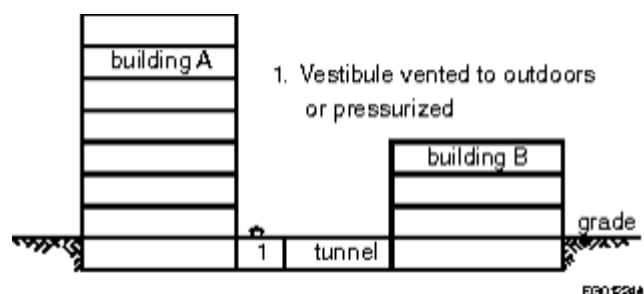 building A
1. Vestibule vented to outdoors
or pressurized
building B
grade
1
tunnel